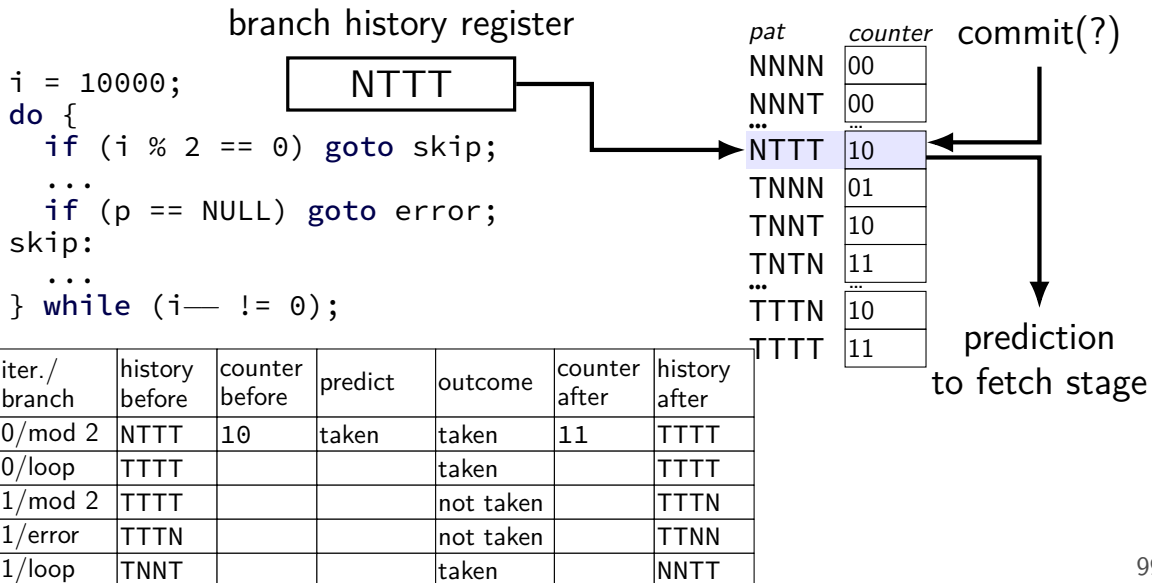 branch history register
NTTT
i = 10000;
do {
if (i % 2 == 0) goto skip;
...
if (p == NULL) goto error;
skip:
...
} while (i-- != 0);
pat counter
NNNN 00
NNNT 00
... ...
NTTT 10
TNNN 01
TNNT 10
TNTN 11
... ...
TTTN 10
TTTT 11
commit(?)
prediction
to fetch stage
iter./ history counter predict outcome counter history
branch before before after after
0/mod 2 NTTT 10 taken taken 11 TTTT
0/loop TTTT taken TTTT
1/mod 2 TTTT not taken TTTN
1/error TTTN not taken TTNN
1/loop TNNT taken NNTT